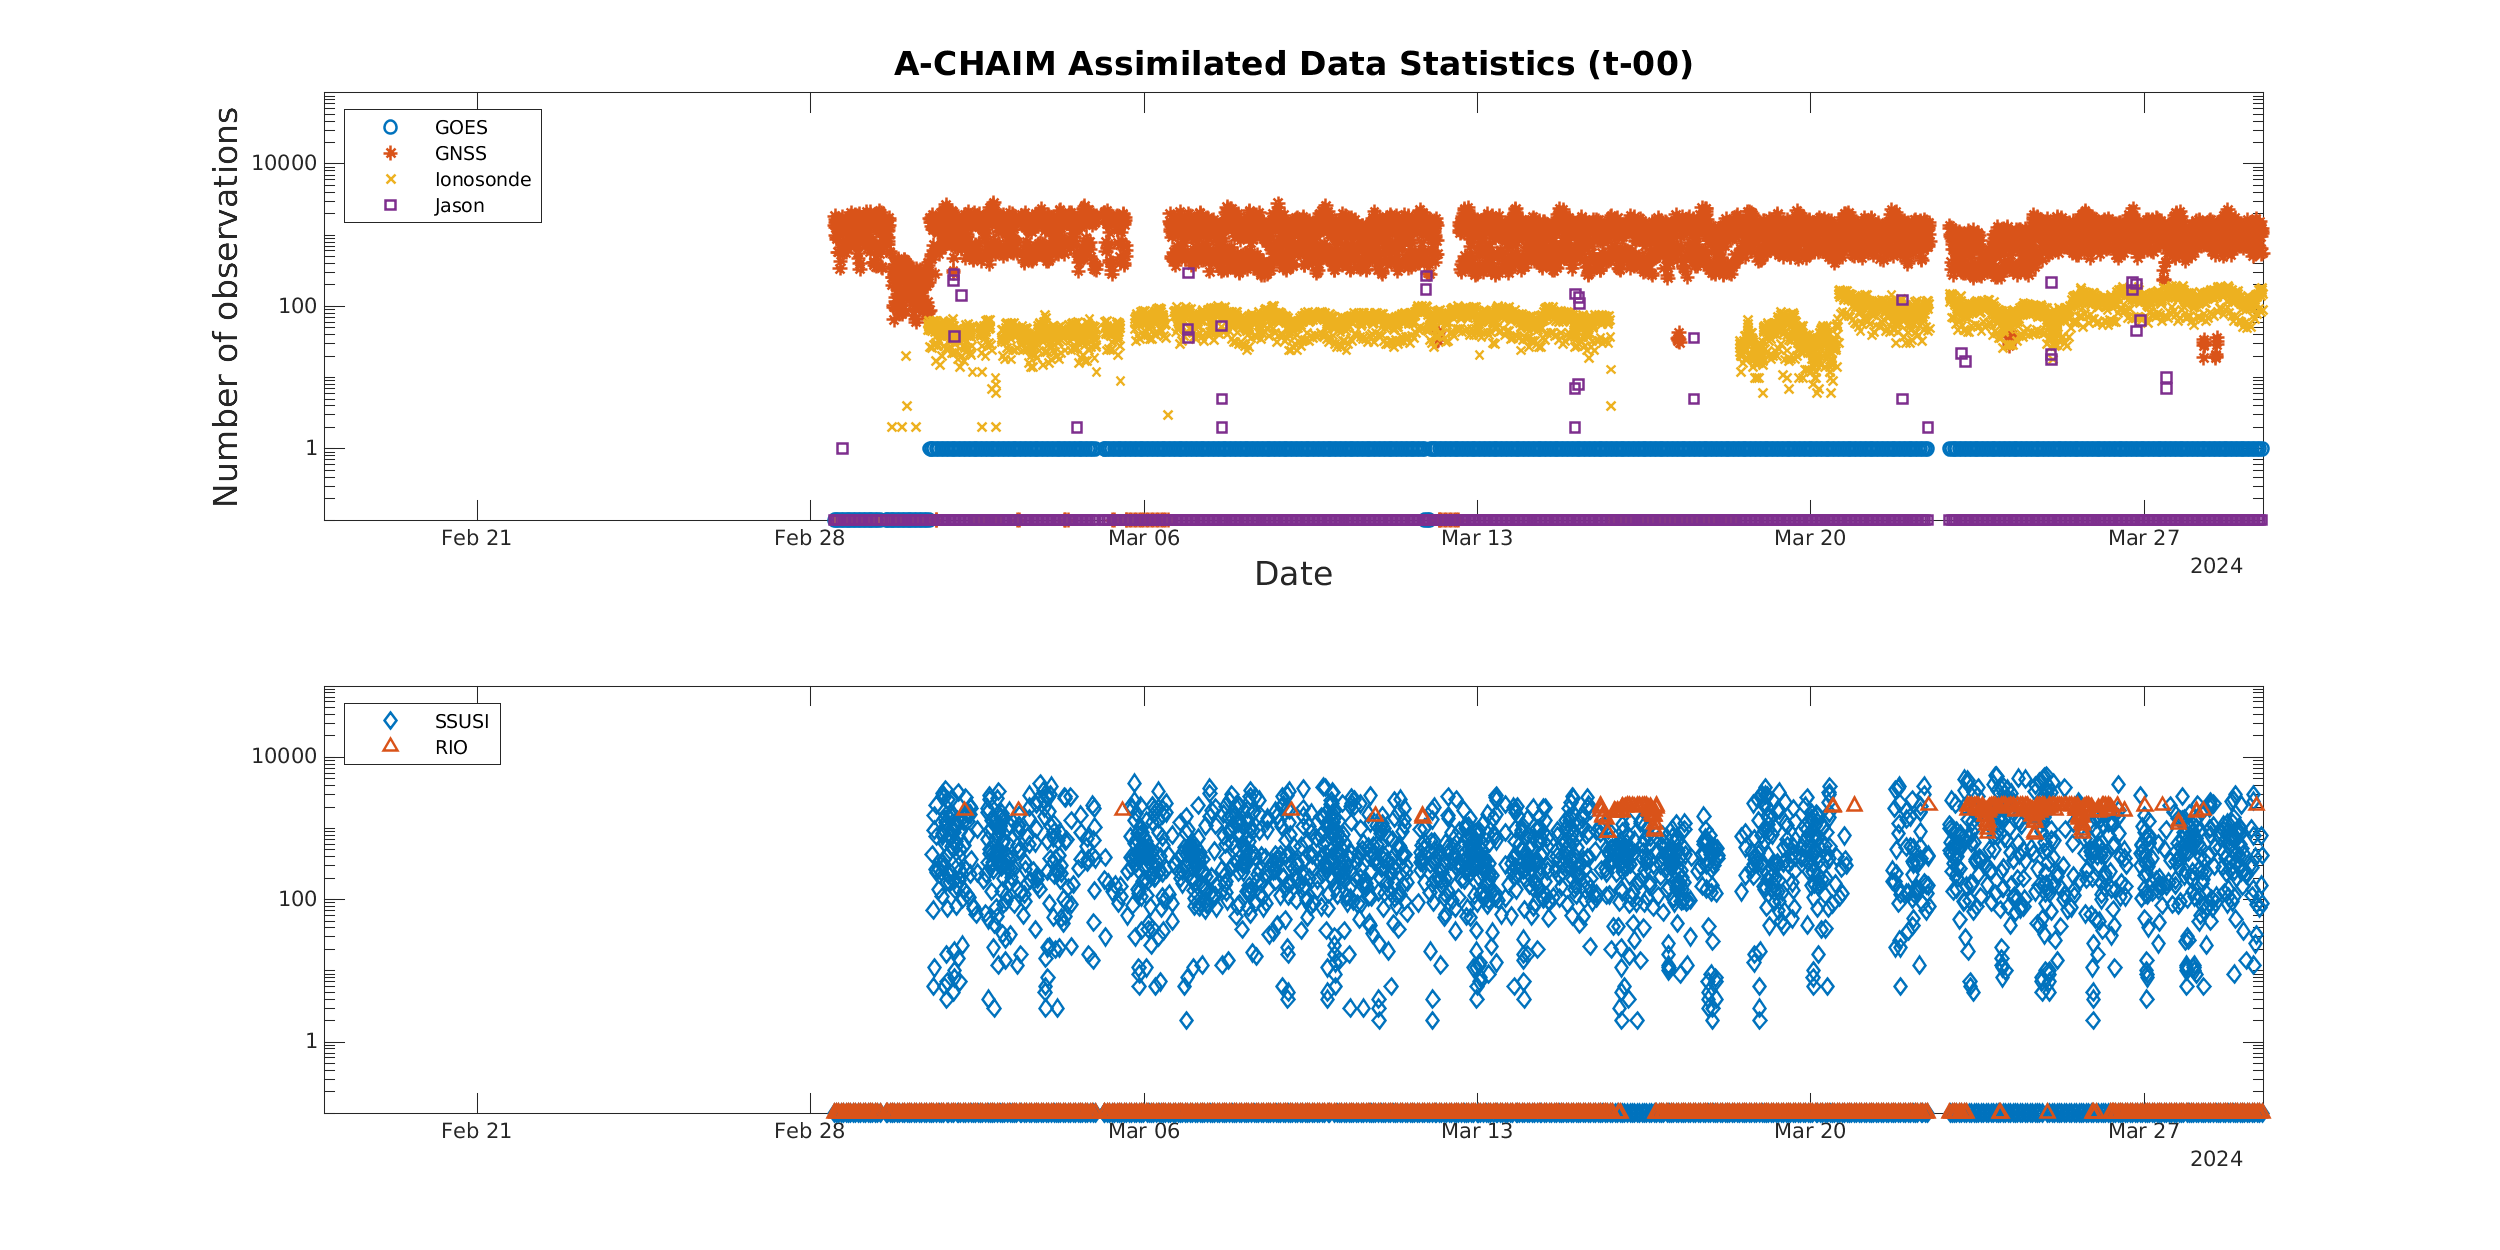 A-CHAIM Assimilated Data Statistics (t-00)
Number of observations
10000
100
1
GOES
GNSS
Ionosonde
Jason
Feb 21
Feb 28
Mar 06
Mar 13
Mar 20
Mar 27
2024
Date
10000
100
1
SSUSI
RIO
Feb 21
Feb 28
Mar 06
Mar 13
Mar 20
Mar 27
2024